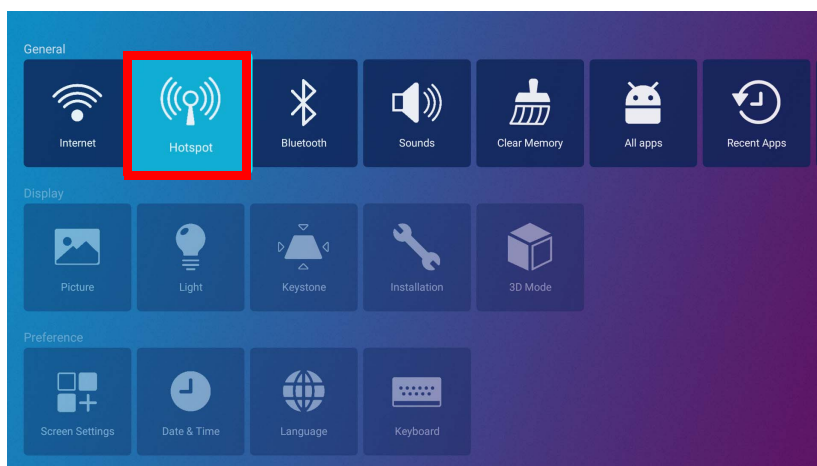 General
Internet
Hotspot
Bluetooth
Sounds
Clear Memory
All apps
Recent Apps
Display
Picture
Light
Keystone
Installation
3D Mode
Preference
Screen Settings
Date & Time
Language
Keyboard